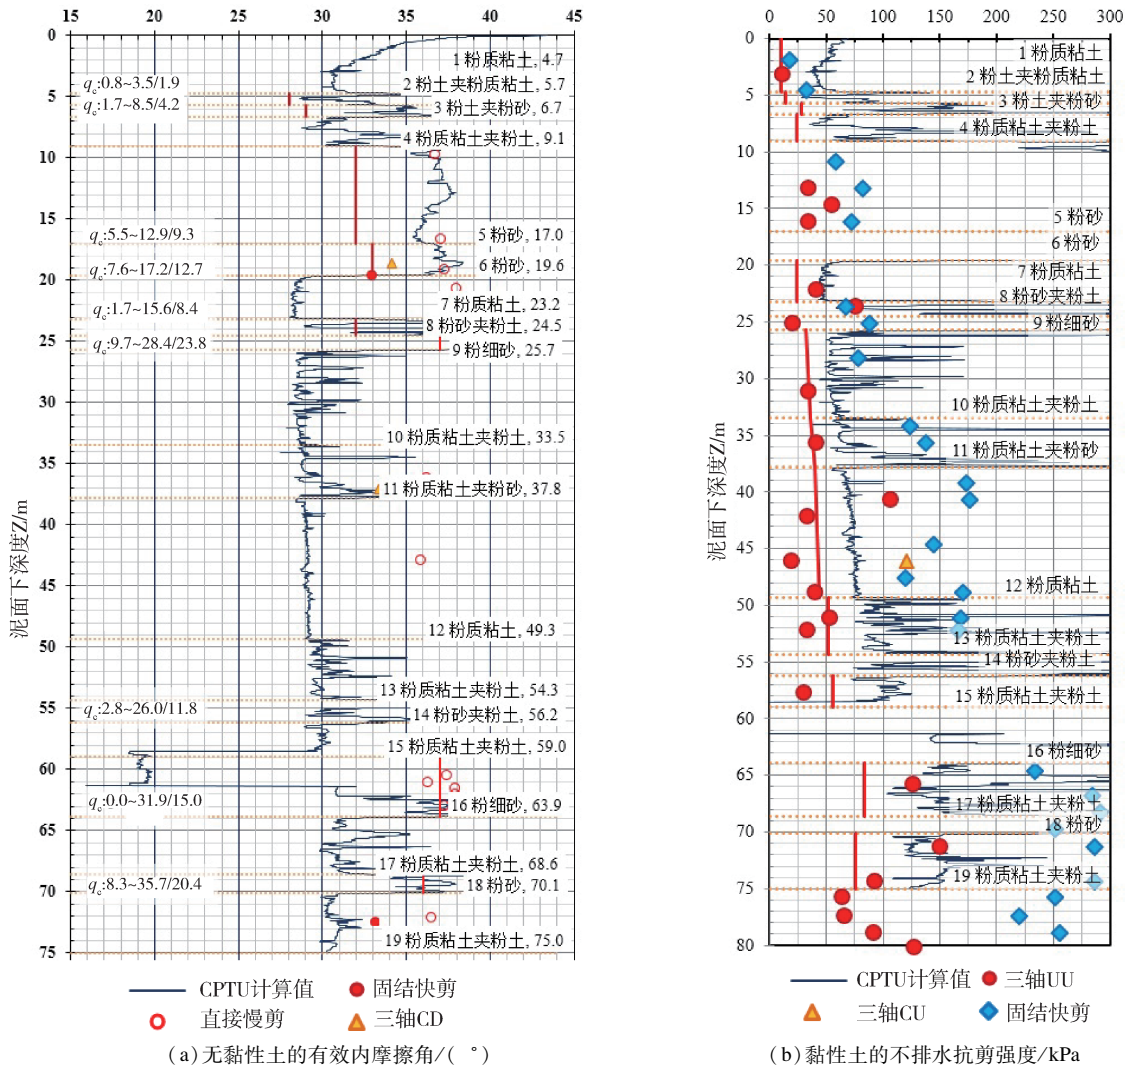 15 20 25 30 35 40 45
0
5
10
15
20
25
30
35
40
45
50
55
60
65
70
75
泥面下深度Z/m
1 粉质粘土, 4.7
2 粉土夹粉质粘土, 5.7
qc:0.8~3.5/1.9
3 粉土夹粉砂, 6.7
qc:1.7~8.5/4.2
4 粉质粘土夹粉土, 9.1
5 粉砂, 17.0
qc:5.5~12.9/9.3
6 粉砂, 19.6
qc:7.6~17.2/12.7
7 粉质粘土, 23.2
qc:1.7~15.6/8.4
8 粉砂夹粉土, 24.5
qc:9.7~28.4/23.8
9 粉细砂, 25.7
10 粉质粘土夹粉土, 33.5
11 粉质粘土夹粉砂, 37.8
12 粉质粘土, 49.3
13 粉质粘土夹粉土, 54.3
qc:2.8~26.0/11.8
14 粉砂夹粉土, 56.2
15 粉质粘土夹粉土, 59.0
qc:0.0~31.9/15.0
16 粉细砂, 63.9
17 粉质粘土夹粉土, 68.6
qc:8.3~35.7/20.4
18 粉砂, 70.1
19 粉质粘土夹粉土, 75.0
CPTU计算值
固结快剪
直接慢剪
三轴CD
(a)无黏性土的有效内摩擦角/( °)
0 50 100 150 200 250 300
0
5
10
15
20
25
30
35
40
45
50
55
60
65
70
75
80
泥面下深度Z/m
1 粉质粘土
2 粉土夹粉质粘土
3 粉土夹粉砂
4 粉质粘土夹粉土
5 粉砂
6 粉砂
7 粉质粘土
8 粉砂夹粉土
9 粉细砂
10 粉质粘土夹粉土
11 粉质粘土夹粉砂
12 粉质粘土
13 粉质粘土夹粉土
14 粉砂夹粉土
15 粉质粘土夹粉土
16 粉细砂
17 粉质粘土夹粉土
18 粉砂
19 粉质粘土夹粉土
CPTU计算值
三轴UU
三轴CU
固结快剪
(b)黏性土的不排水抗剪强度/kPa